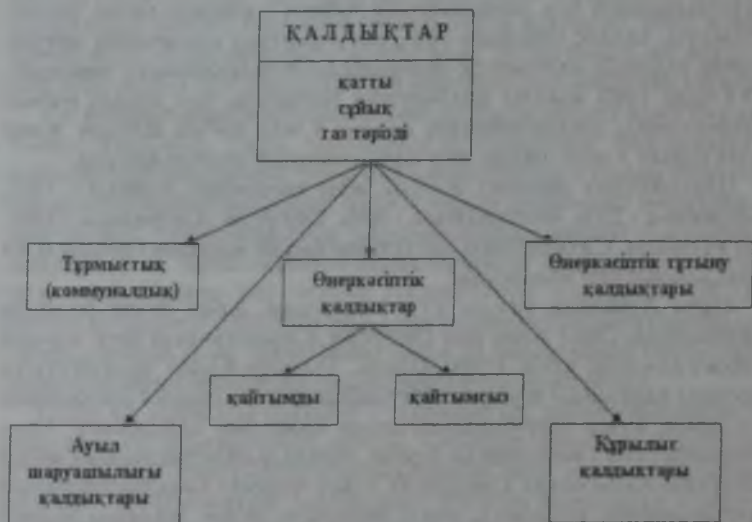 ҚАЛДЫҚТАР
қатты
сұйық
газ тәрізді
Тұрмыстық
(коммуналдық)
Өнеркәсіптік
қалдықтар
Өнеркәсіптік тұтыну
қалдықтары
қайтымды
қайтымсыз
Ауыл
шаруашылығы
қалдықтары
Құрылыс
қалдықтары